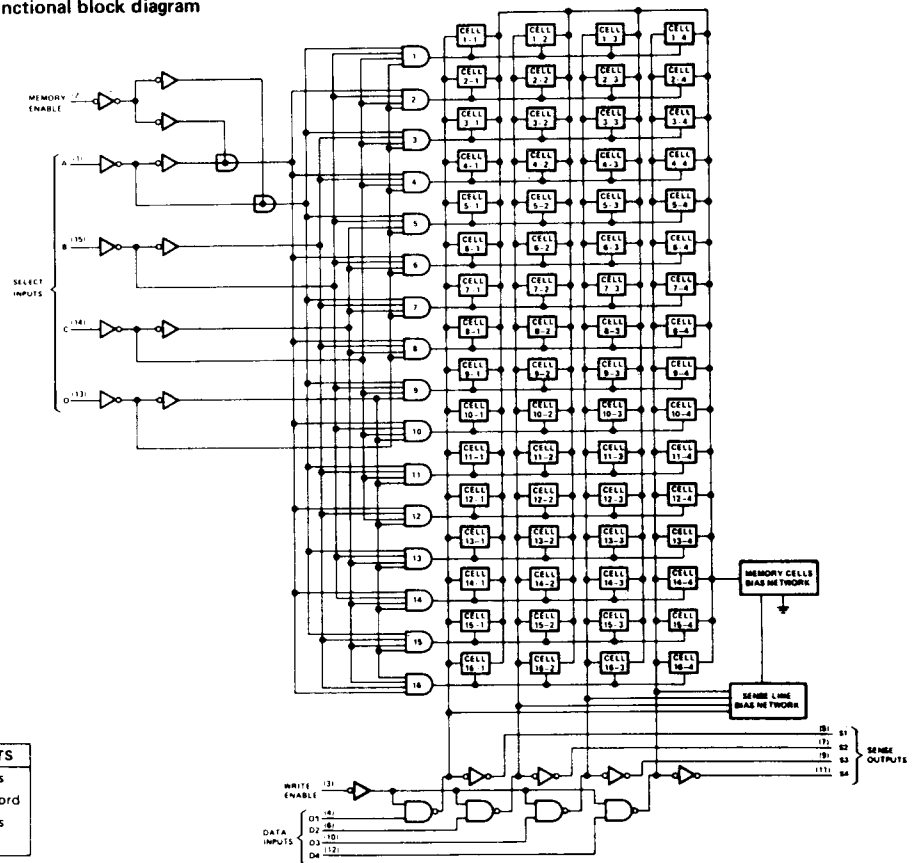 nctional block diagram
MEMORY
ENABLE
A
(15)
B
SELECT
INPUTS
(14)
C
(13)
D
1
2
3
4
5
6
7
8
9
10
11
12
13
14
15
16
CELL 1-1 CELL 1-2 CELL 1-3 CELL 1-4
CELL 2-1 CELL 2-2 CELL 2-3 CELL 2-4
CELL 3-1 CELL 3-2 CELL 3-3 CELL 3-4
CELL 4-1 CELL 4-2 CELL 4-3 CELL 4-4
CELL 5-1 CELL 5-2 CELL 5-3 CELL 5-4
CELL 6-1 CELL 6-2 CELL 6-3 CELL 6-4
CELL 7-1 CELL 7-2 CELL 7-3 CELL 7-4
CELL 8-1 CELL 8-2 CELL 8-3 CELL 8-4
CELL 9-1 CELL 9-2 CELL 9-3 CELL 9-4
CELL 10-1 CELL 10-2 CELL 10-3 CELL 10-4
CELL 11-1 CELL 11-2 CELL 11-3 CELL 11-4
CELL 12-1 CELL 12-2 CELL 12-3 CELL 12-4
CELL 13-1 CELL 13-2 CELL 13-3 CELL 13-4
CELL 14-1 CELL 14-2 CELL 14-3 CELL 14-4
CELL 15-1 CELL 15-2 CELL 15-3 CELL 15-4
CELL 16-1 CELL 16-2 CELL 16-3 CELL 16-4
MEMORY CELLS
BIAS NETWORK
SENSE LINE
BIAS NETWORK
S1
(7) S2
(9) S3
(11) S4
SENSE
OUTPUTS
TS
s
ord
s
WRITE
ENABLE
(3)
DATA
INPUTS
D1 (4)
D2 (6)
D3 (10)
D4 (12)